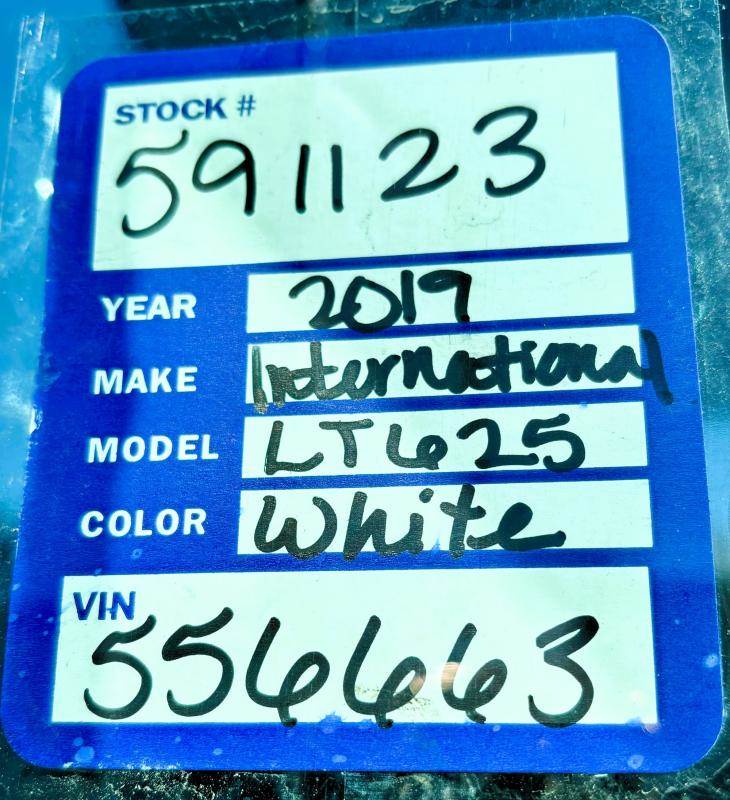 STOCK #
591123
YEAR 2019
MAKE International
MODEL LT625
COLOR White
VIN
556663